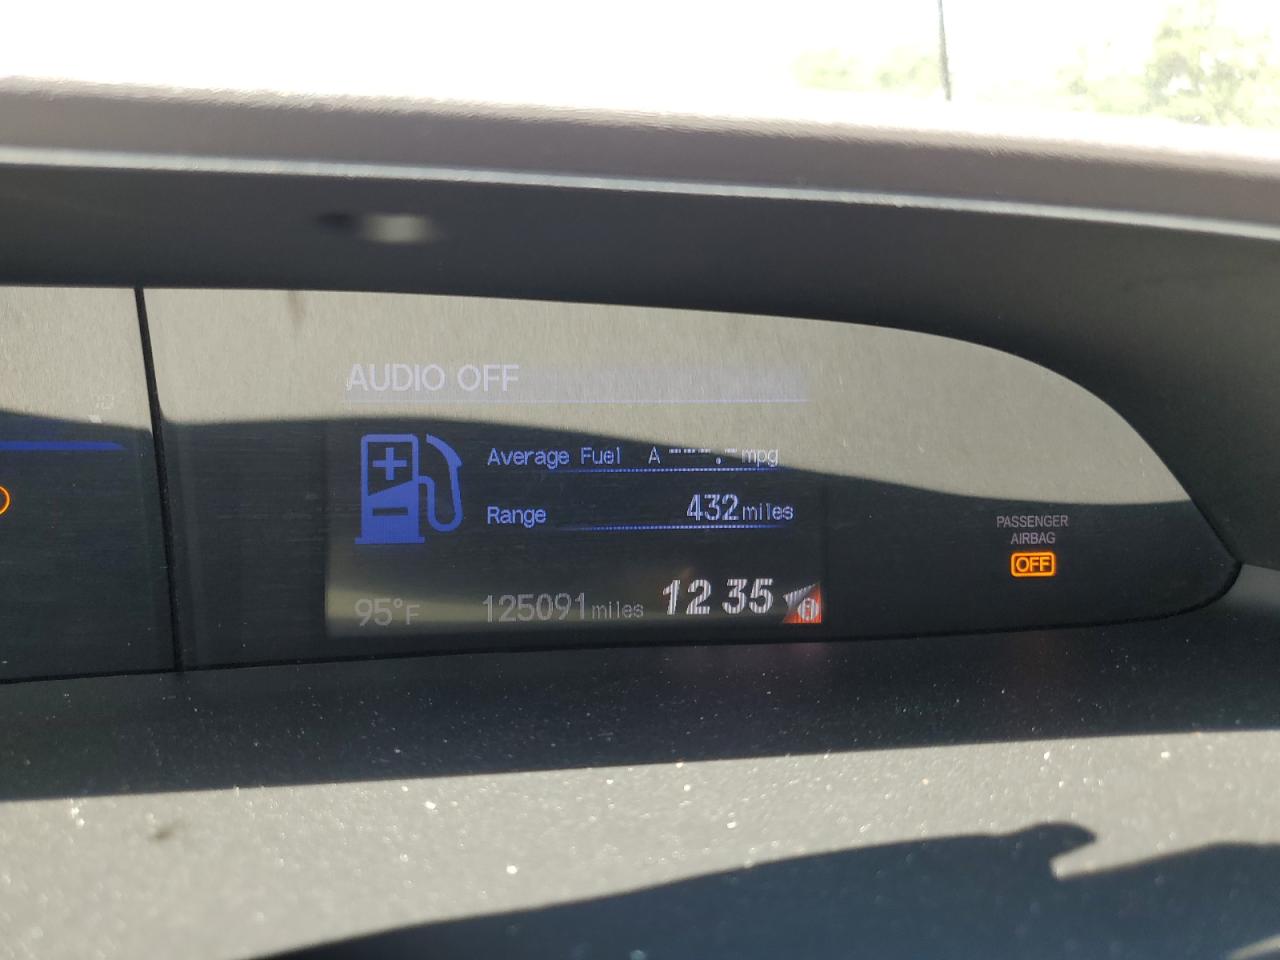 AUDIO OFF
Average Fuel A ---.- mpg
Range 432 miles
95°F 125091 miles 12 35
PASSENGER
AIRBAG
OFF